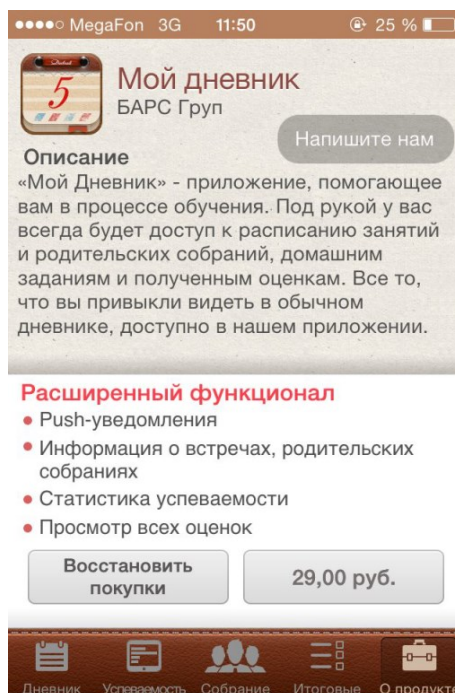 MegaFon 3G 11:50 25 %
5
Мой дневник
БАРС Груп
Напишите нам
Описание
«Мой Дневник» - приложение, помогающее
вам в процессе обучения. Под рукой у вас
всегда будет доступ к расписанию занятий
и родительских собраний, домашним
заданиям и полученным оценкам. Все то,
что вы привыкли видеть в обычном
дневнике, доступно в нашем приложении.
Расширенный функционал
• Push-уведомления
• Информация о встречах, родительских
собраниях
• Статистика успеваемости
• Просмотр всех оценок
Восстановить
покупки
29,00 руб.
Дневник Успеваемость Собрание Итоговые О продукте